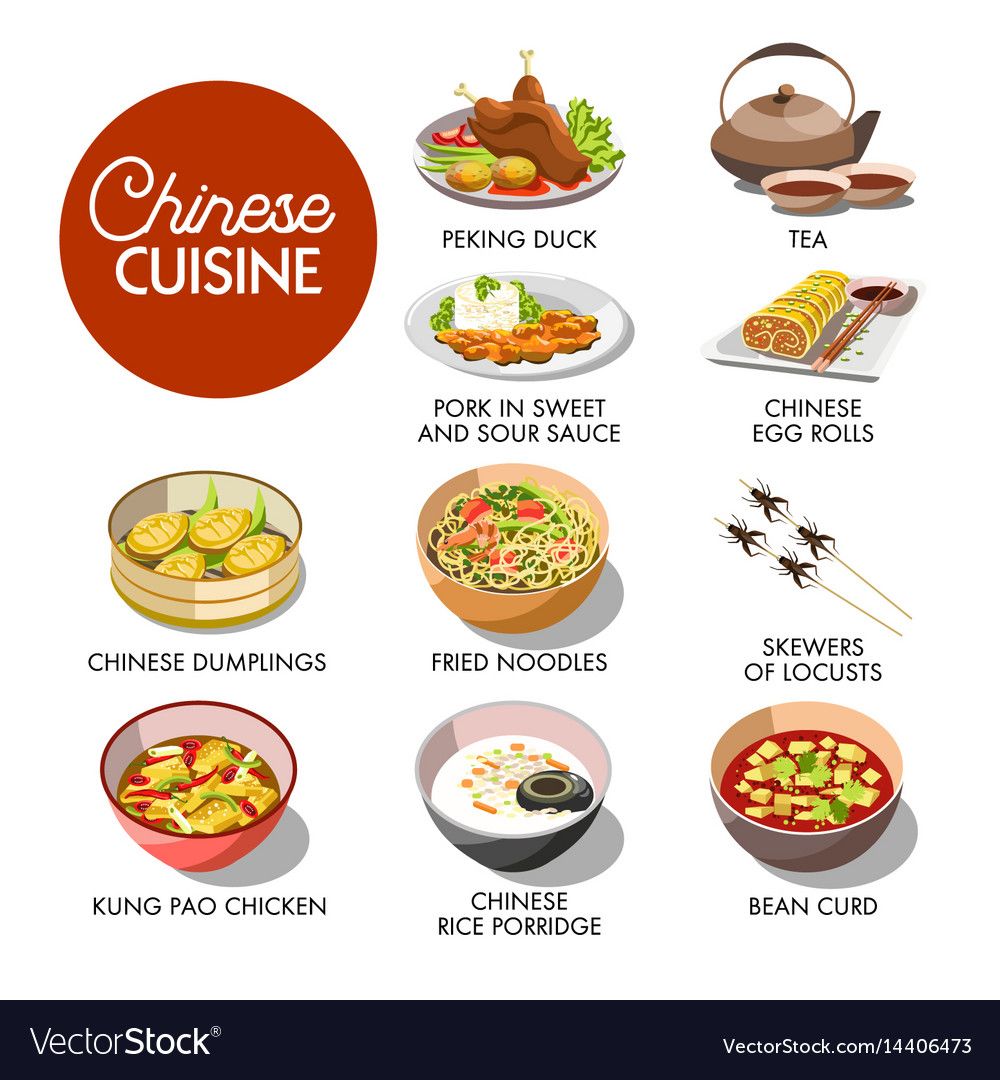 Chinese
CUISINE
PEKING DUCK
TEA
PORK IN SWEET
AND SOUR SAUCE
CHINESE
EGG ROLLS
CHINESE DUMPLINGS
FRIED NOODLES
SKEWERS
OF LOCUSTS
KUNG PAO CHICKEN
CHINESE
RICE PORRIDGE
BEAN CURD
VectorStock®
VectorStock.com/14406473